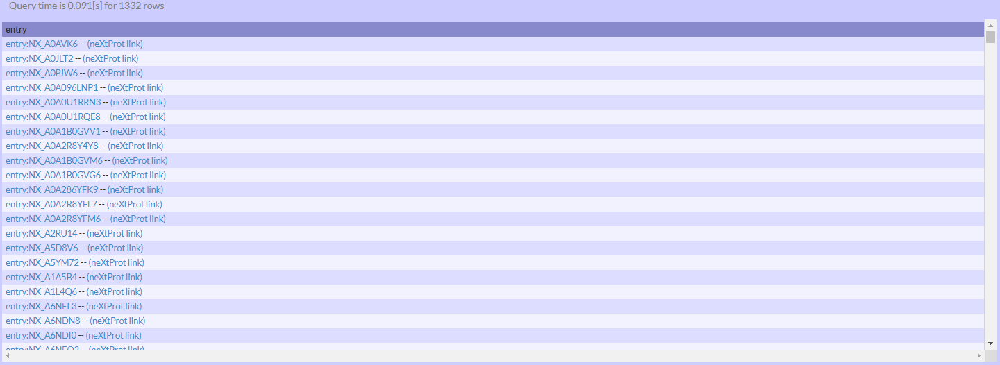 Query time is 0.091[s] for 1332 rows
entry
entry:NX_A0AVK6 -- (neXtProt link)
entry:NX_A0JLT2 -- (neXtProt link)
entry:NX_A0PJW6 -- (neXtProt link)
entry:NX_A0A096LNP1 -- (neXtProt link)
entry:NX_A0A0U1RRN3 -- (neXtProt link)
entry:NX_A0A0U1RQE8 -- (neXtProt link)
entry:NX_A0A1B0GVV1 -- (neXtProt link)
entry:NX_A0A2R8Y4Y8 -- (neXtProt link)
entry:NX_A0A1B0GVM6 -- (neXtProt link)
entry:NX_A0A1B0GVG6 -- (neXtProt link)
entry:NX_A0A286YFK9 -- (neXtProt link)
entry:NX_A0A2R8YFL7 -- (neXtProt link)
entry:NX_A0A2R8YFM6 -- (neXtProt link)
entry:NX_A2RU14 -- (neXtProt link)
entry:NX_A5D8V6 -- (neXtProt link)
entry:NX_A5YM72 -- (neXtProt link)
entry:NX_A1A5B4 -- (neXtProt link)
entry:NX_A1L4Q6 -- (neXtProt link)
entry:NX_A6NEL3 -- (neXtProt link)
entry:NX_A6NDN8 -- (neXtProt link)
entry:NX_A6NDI0 -- (neXtProt link)
-- (neXtProt link)